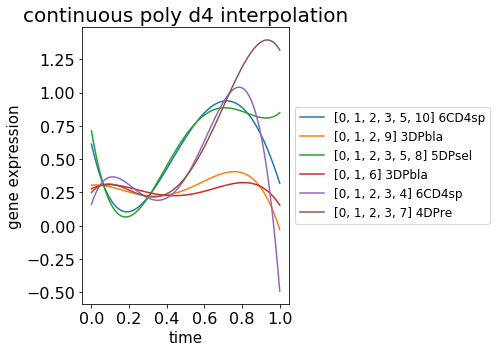 continuous poly d4 interpolation
gene expression
1.25
1.00
0.75
0.50
0.25
0.00
−0.25
−0.50
0.0 0.2 0.4 0.6 0.8 1.0
time
[0, 1, 2, 3, 5, 10] 6CD4sp
[0, 1, 2, 9] 3DPbla
[0, 1, 2, 3, 5, 8] 5DPsel
[0, 1, 6] 3DPbla
[0, 1, 2, 3, 4] 6CD4sp
[0, 1, 2, 3, 7] 4DPre